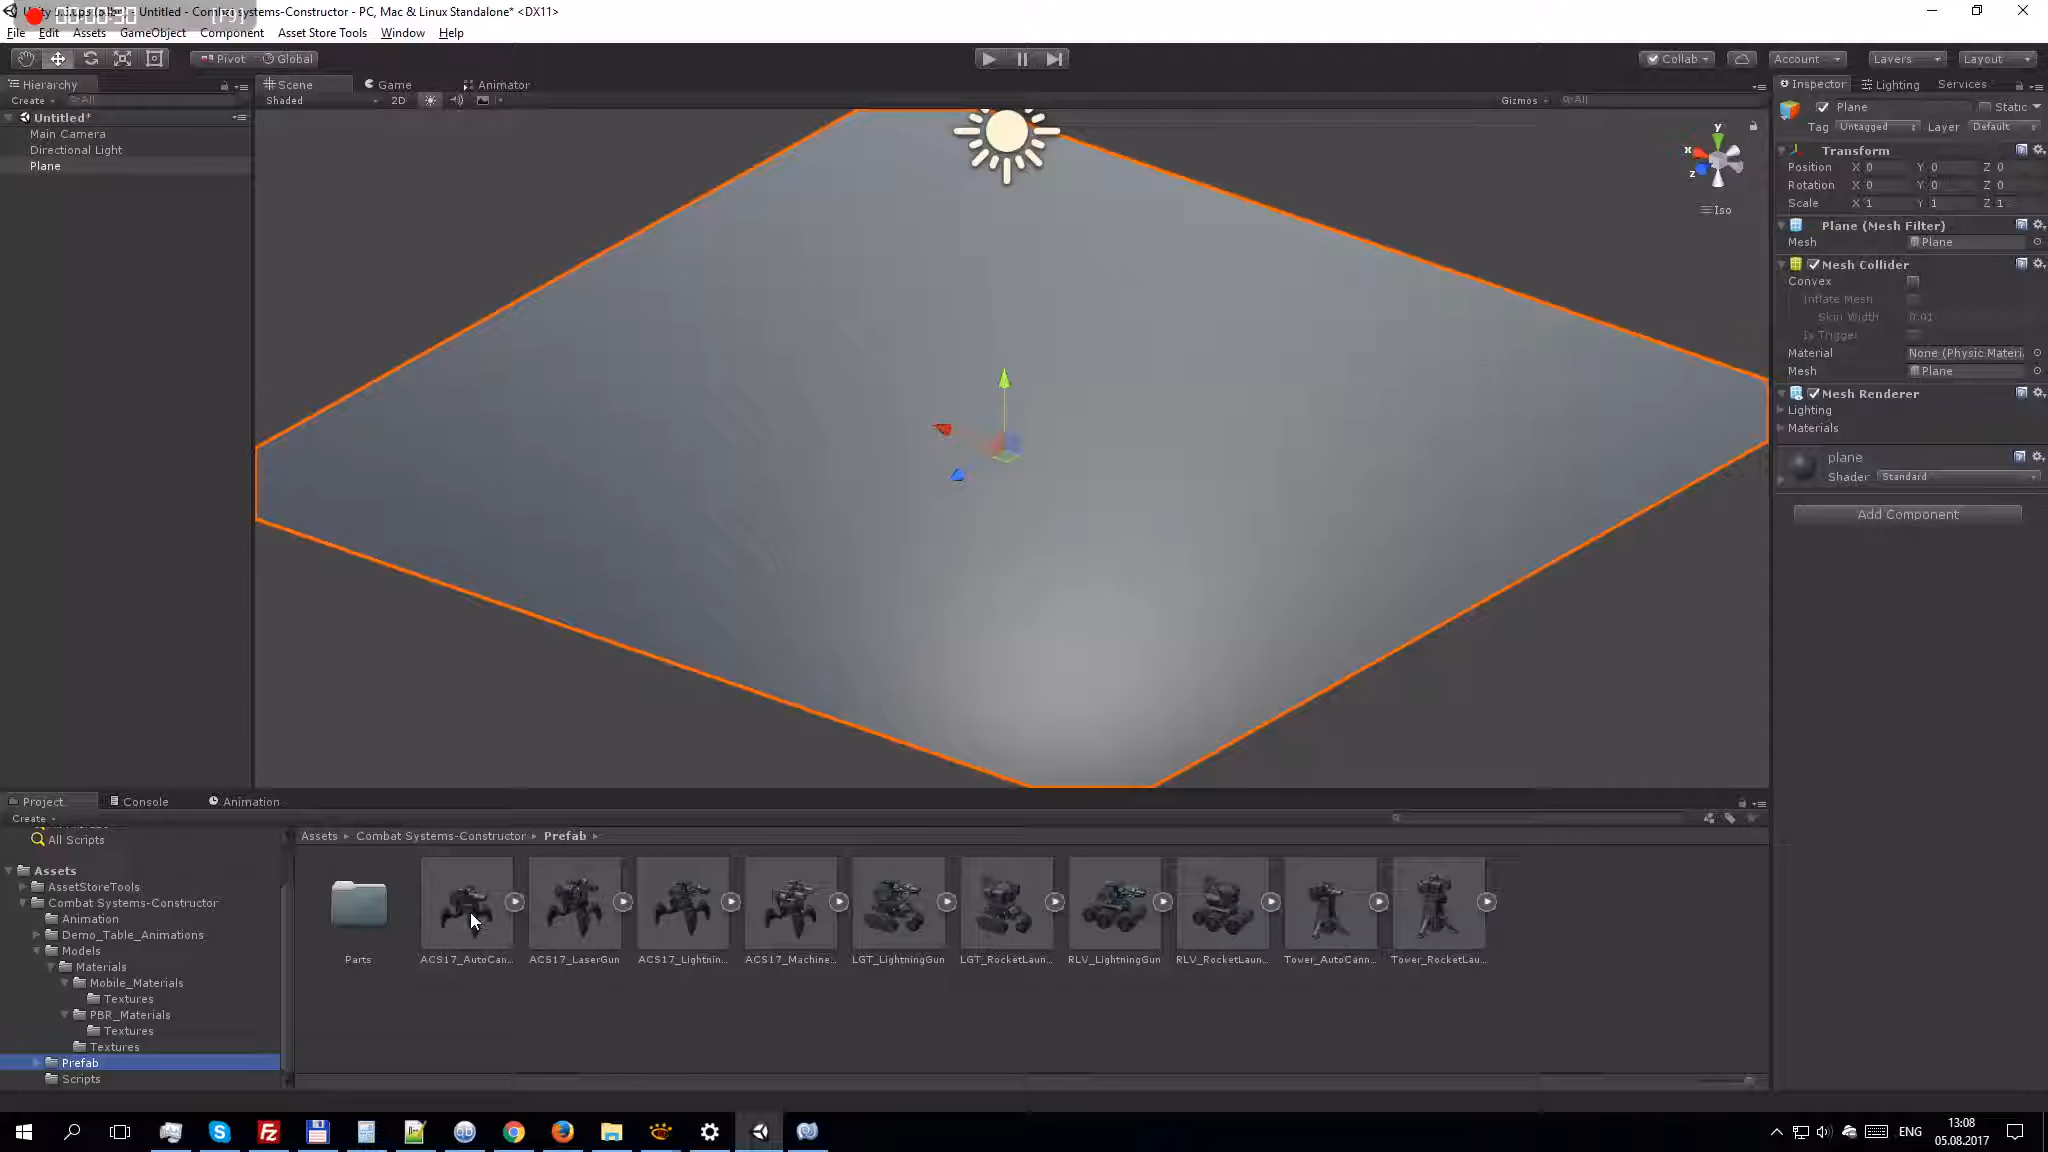 00:00:30 [F9] - Untitled - Combat systems-Constructor - PC, Mac & Linux Standalone* <DX11>
File Edit Assets GameObject Component Asset Store Tools Window Help
Pivot Global Collab Account Layers Layout
Hierarchy Scene Game Animator Inspector Lighting Services
Create All Shaded 2D Gizmos All
Untitled*
Main Camera
Directional Light
Plane
y
x
z
Iso
Plane Static
Tag Untagged Layer Default
Transform
Position X 0 Y 0 Z 0
Rotation X 0 Y 0 Z 0
Scale X 1 Y 1 Z 1
Plane (Mesh Filter)
Mesh Plane
Mesh Collider
Convex
Inflate Mesh
Skin Width 0.01
Is Trigger
Material None (Physic Materi
Mesh Plane
Mesh Renderer
Lighting
Materials
plane
Shader Standard
Add Component
Project Console Animation
Create
All Scripts
Assets
AssetStoreTools
Combat Systems-Constructor
Animation
Demo_Table_Animations
Models
Materials
Mobile_Materials
Textures
PBR_Materials
Textures
Textures
Prefab
Scripts
Assets Combat Systems-Constructor Prefab
Parts ACS17_AutoCan... ACS17_LaserGun ACS17_Lightnin... ACS17_Machine... LGT_LightningGun LGT_RocketLaun... RLV_LightningGun RLV_RocketLaun... Tower_AutoCann... Tower_RocketLau...
ENG
13:08
05.08.2017